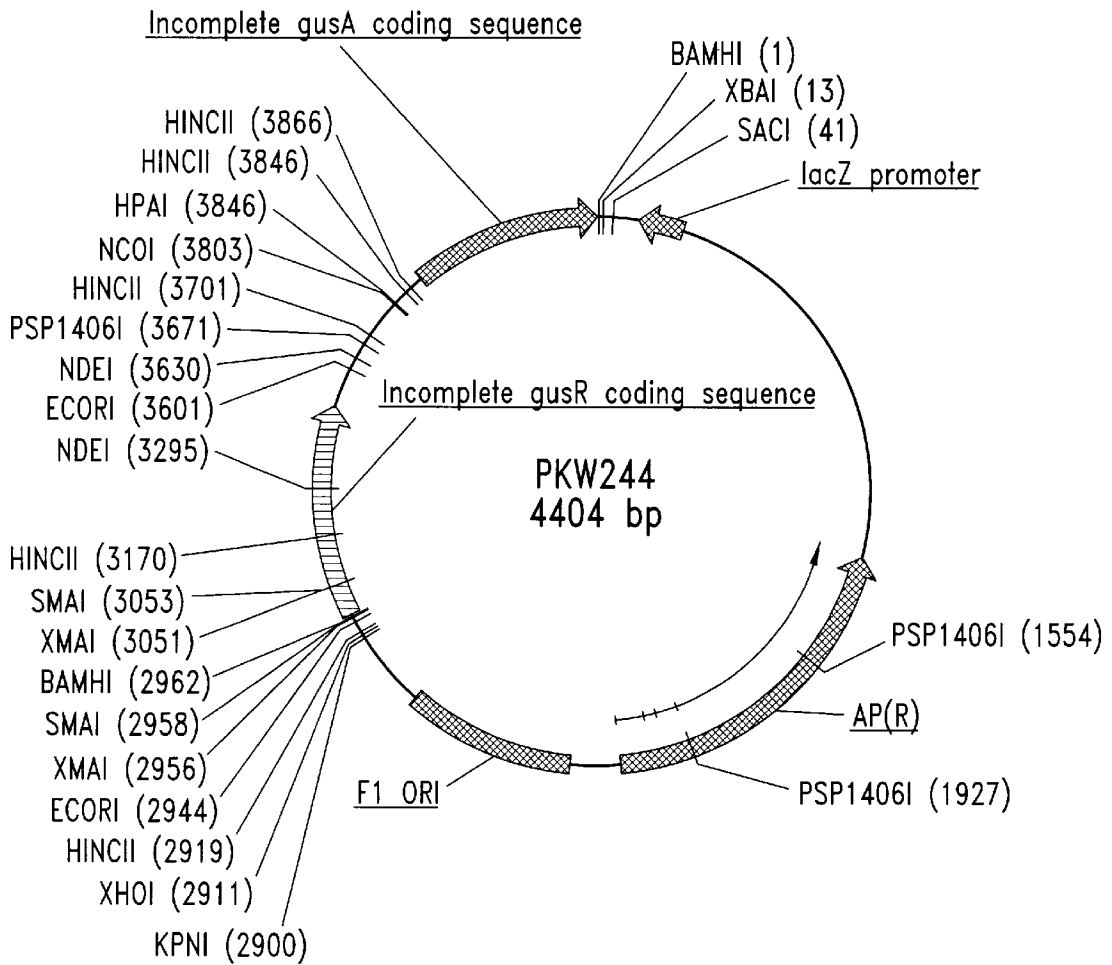 Incomplete gusA coding sequence
BAMHI (1)
XBAI (13)
SACI (41)
lacZ promoter
HINCII (3866)
HINCII (3846)
HPAI (3846)
NCOI (3803)
HINCII (3701)
PSP1406I (3671)
NDEI (3630)
ECORI (3601)
NDEI (3295)
Incomplete gusR coding sequence
PKW244
4404 bp
HINCII (3170)
SMAI (3053)
XMAI (3051)
BAMHI (2962)
SMAI (2958)
XMAI (2956)
ECORI (2944)
HINCII (2919)
XHOI (2911)
KPNI (2900)
F1 ORI
PSP1406I (1554)
AP(R)
PSP1406I (1927)